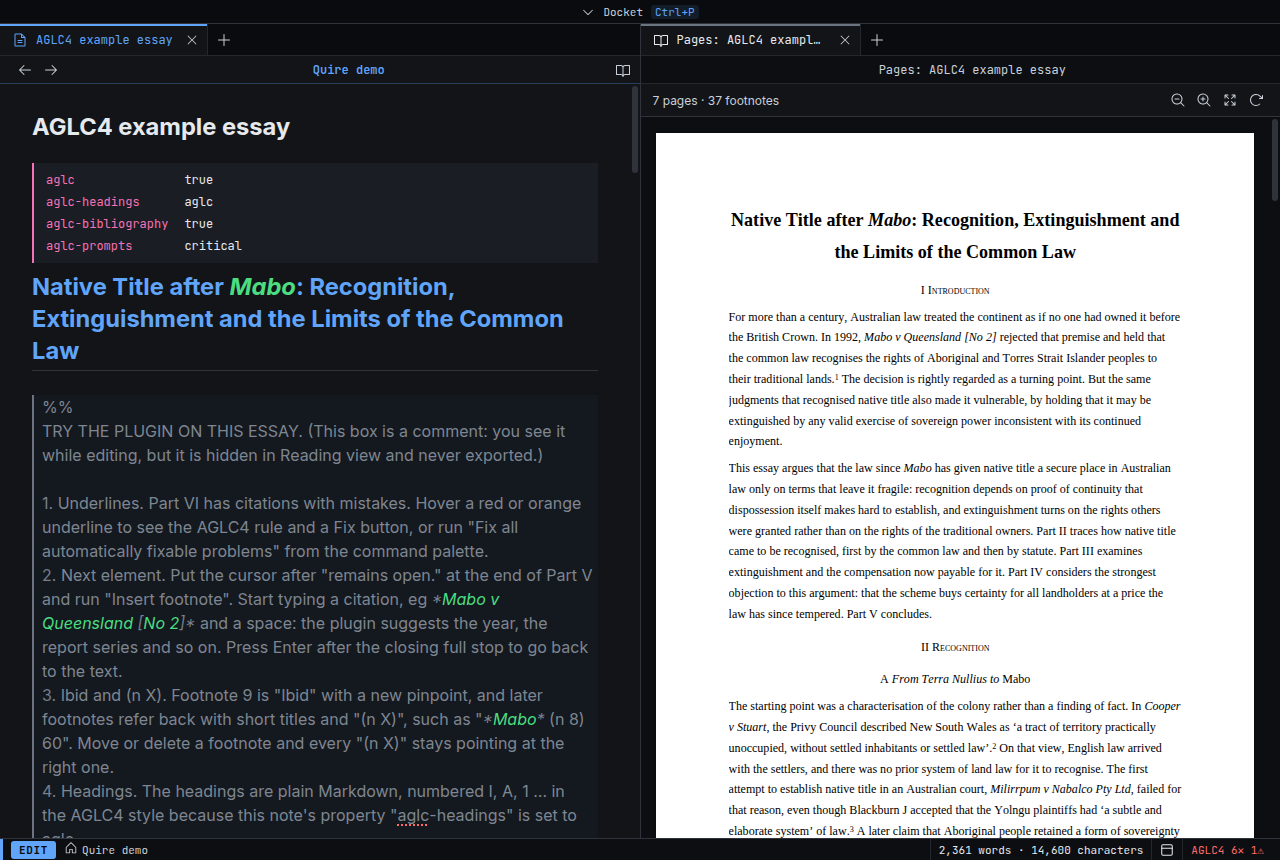 Docket Ctrl+P
AGLC4 example essay
Pages: AGLC4 exampl…
Quire demo
Pages: AGLC4 example essay
7 pages · 37 footnotes
AGLC4 example essay
aglc true
aglc-headings aglc
aglc-bibliography true
aglc-prompts critical
Native Title after Mabo: Recognition,
Extinguishment and the Limits of the Common
Law
%%
TRY THE PLUGIN ON THIS ESSAY. (This box is a comment: you see it
while editing, but it is hidden in Reading view and never exported.)
1. Underlines. Part VI has citations with mistakes. Hover a red or orange
underline to see the AGLC4 rule and a Fix button, or run "Fix all
automatically fixable problems" from the command palette.
2. Next element. Put the cursor after "remains open." at the end of Part V
and run "Insert footnote". Start typing a citation, eg *Mabo v
Queensland [No 2]* and a space: the plugin suggests the year, the
report series and so on. Press Enter after the closing full stop to go back
to the text.
3. Ibid and (n X). Footnote 9 is "Ibid" with a new pinpoint, and later
footnotes refer back with short titles and "(n X)", such as "*Mabo* (n 8)
60". Move or delete a footnote and every "(n X)" stays pointing at the
right one.
4. Headings. The headings are plain Markdown, numbered I, A, 1 ... in
the AGLC4 style because this note's property "aglc-headings" is set to
Native Title after Mabo: Recognition, Extinguishment and
the Limits of the Common Law
I Introduction
For more than a century, Australian law treated the continent as if no one had owned it before
the British Crown. In 1992, Mabo v Queensland [No 2] rejected that premise and held that
the common law recognises the rights of Aboriginal and Torres Strait Islander peoples to
their traditional lands.1 The decision is rightly regarded as a turning point. But the same
judgments that recognised native title also made it vulnerable, by holding that it may be
extinguished by any valid exercise of sovereign power inconsistent with its continued
enjoyment.
This essay argues that the law since Mabo has given native title a secure place in Australian
law only on terms that leave it fragile: recognition depends on proof of continuity that
dispossession itself makes hard to establish, and extinguishment turns on the rights others
were granted rather than on the rights of the traditional owners. Part II traces how native title
came to be recognised, first by the common law and then by statute. Part III examines
extinguishment and the compensation now payable for it. Part IV considers the strongest
objection to this argument: that the scheme buys certainty for all landholders at a price the
law has since tempered. Part V concludes.
II Recognition
A From Terra Nullius to Mabo
The starting point was a characterisation of the colony rather than a finding of fact. In Cooper
v Stuart, the Privy Council described New South Wales as ‘a tract of territory practically
unoccupied, without settled inhabitants or settled law’.2 On that view, English law arrived
with the settlers, and there was no prior system of land law for it to recognise. The first
attempt to establish native title in an Australian court, Milirrpum v Nabalco Pty Ltd, failed for
that reason, even though Blackburn J accepted that the Yolngu plaintiffs had ‘a subtle and
elaborate system’ of law.3 A later claim that Aboriginal people retained a form of sovereignty
EDIT Quire demo
2,361 words · 14,600 characters
AGLC4 6× 1⚠